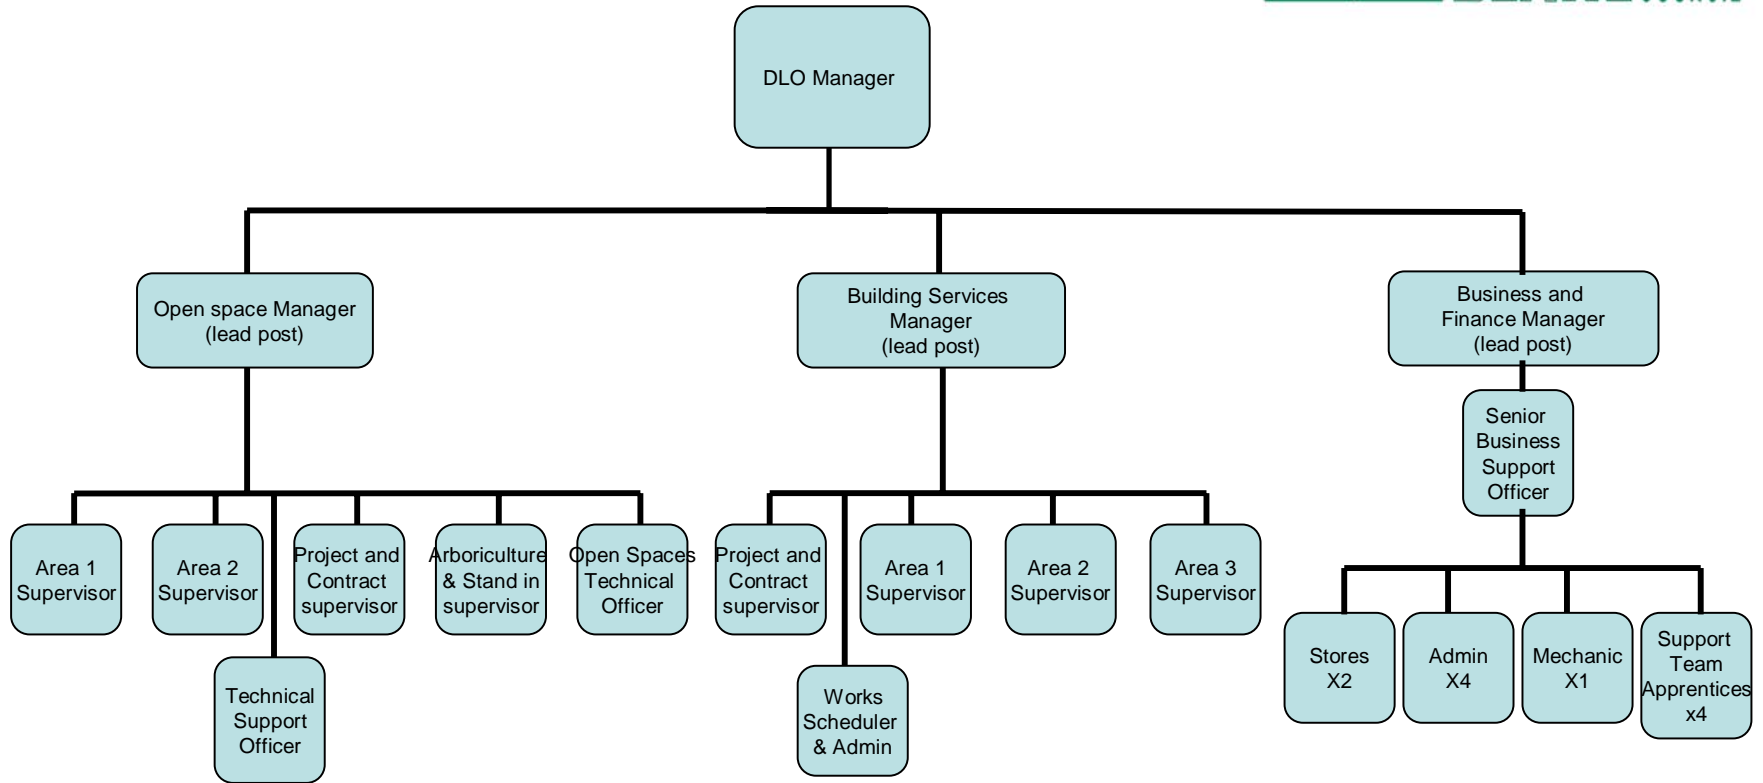 DLO Manager
Open space Manager
(lead post)
Building Services
Manager
(lead post)
Business and
Finance Manager
(lead post)
Senior
Business
Support
Officer
Area 1
Supervisor
Area 2
Supervisor
Project and
Contract
supervisor
Arboriculture
& Stand in
supervisor
Open Spaces
Technical
Officer
Project and
Contract
supervisor
Area 1
Supervisor
Area 2
Supervisor
Area 3
Supervisor
Technical
Support
Officer
Works
Scheduler
& Admin
Stores
X2
Admin
X4
Mechanic
X1
Support
Team
Apprentices
x4